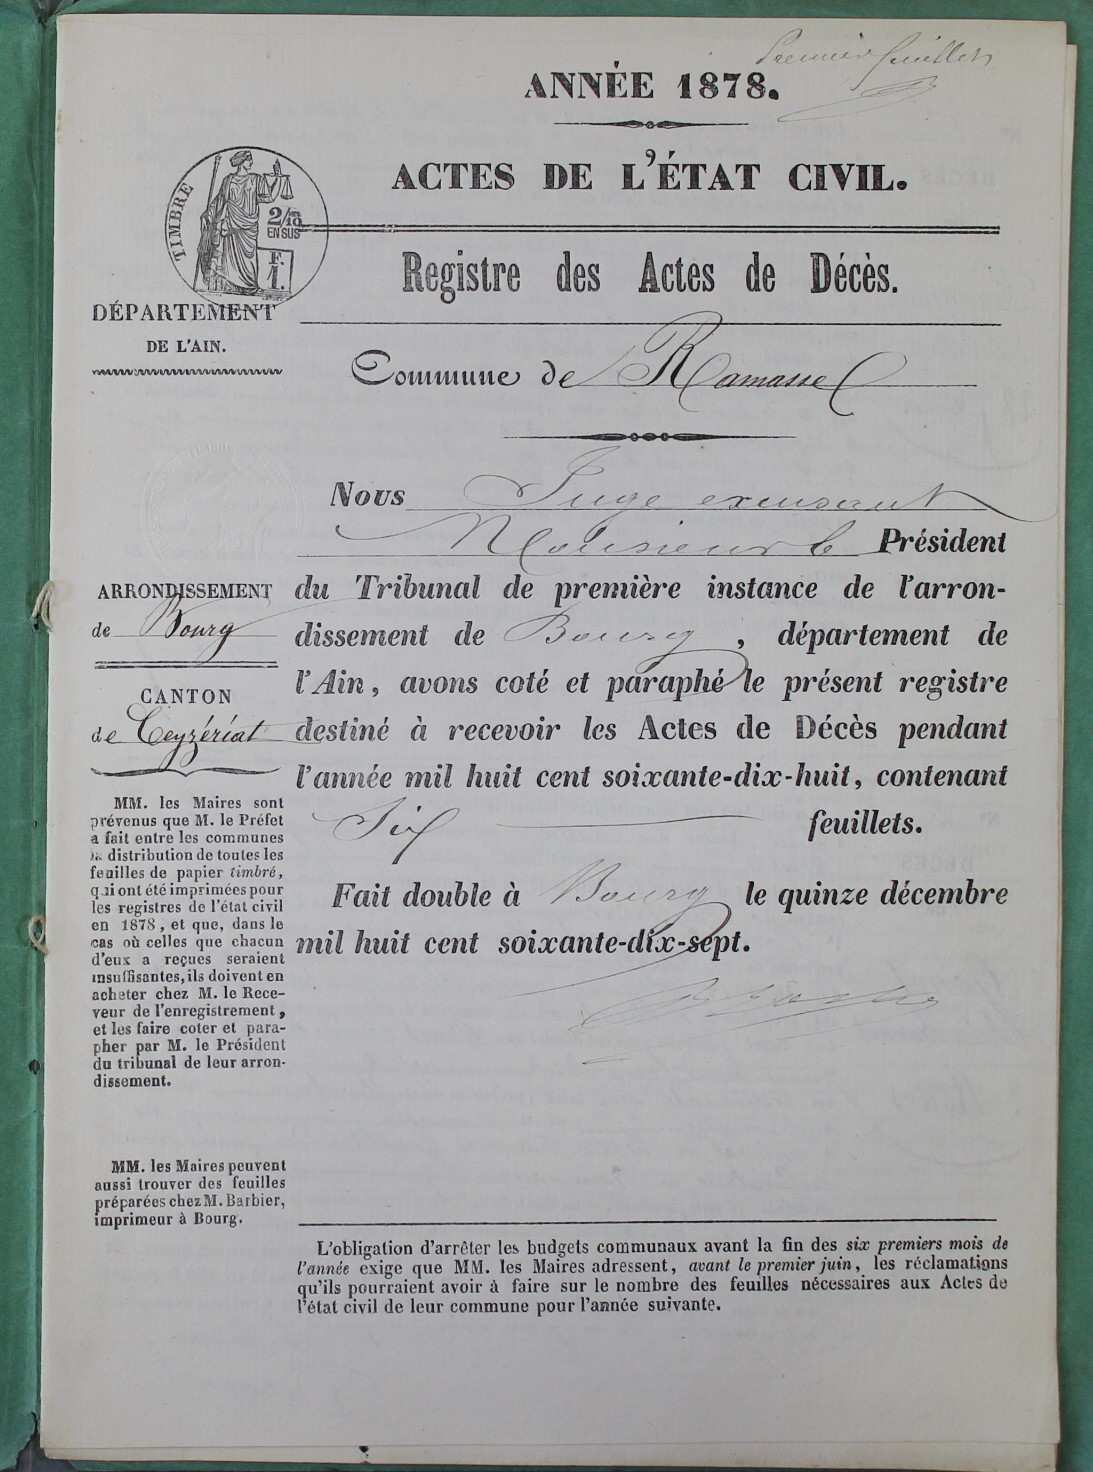 Premier feuillet
ANNÉE 1878.
ACTES DE L'ÉTAT CIVIL.
TIMBRE
2/10
EN SUS
F.
1.
Registre des Actes de Décès.
DÉPARTEMENT
DE L'AIN.
Commune de Ramasse
Nous Juge excusant
Monsieur le Président
du Tribunal de première instance de l'arron-
dissement de Bourg, département de
l'Ain, avons coté et paraphé le présent registre
destiné à recevoir les Actes de Décès pendant
l'année mil huit cent soixante-dix-huit, contenant
Six feuillets.
Fait double à Bourg le quinze décembre
mil huit cent soixante-dix-sept.
ARRONDISSEMENT
de Bourg
CANTON
de Ceyzériat
MM. les Maires sont
prévenus que M. le Préfet
a fait entre les communes
la distribution de toutes les
feuilles de papier timbré,
qui ont été imprimées pour
les registres de l'état civil
en 1878, et que, dans le
cas où celles que chacun
d'eux a reçues seraient
insuffisantes, ils doivent en
acheter chez M. le Rece-
veur de l'enregistrement,
et les faire coter et para-
pher par M. le Président
du tribunal de leur arron-
dissement.
MM. les Maires peuvent
aussi trouver des feuilles
préparées chez M. Barbier,
imprimeur à Bourg.
L'obligation d'arrêter les budgets communaux avant la fin des six premiers mois de
l'année exige que MM. les Maires adressent, avant le premier juin, les réclamations
qu'ils pourraient avoir à faire sur le nombre des feuilles nécessaires aux Actes de
l'état civil de leur commune pour l'année suivante.